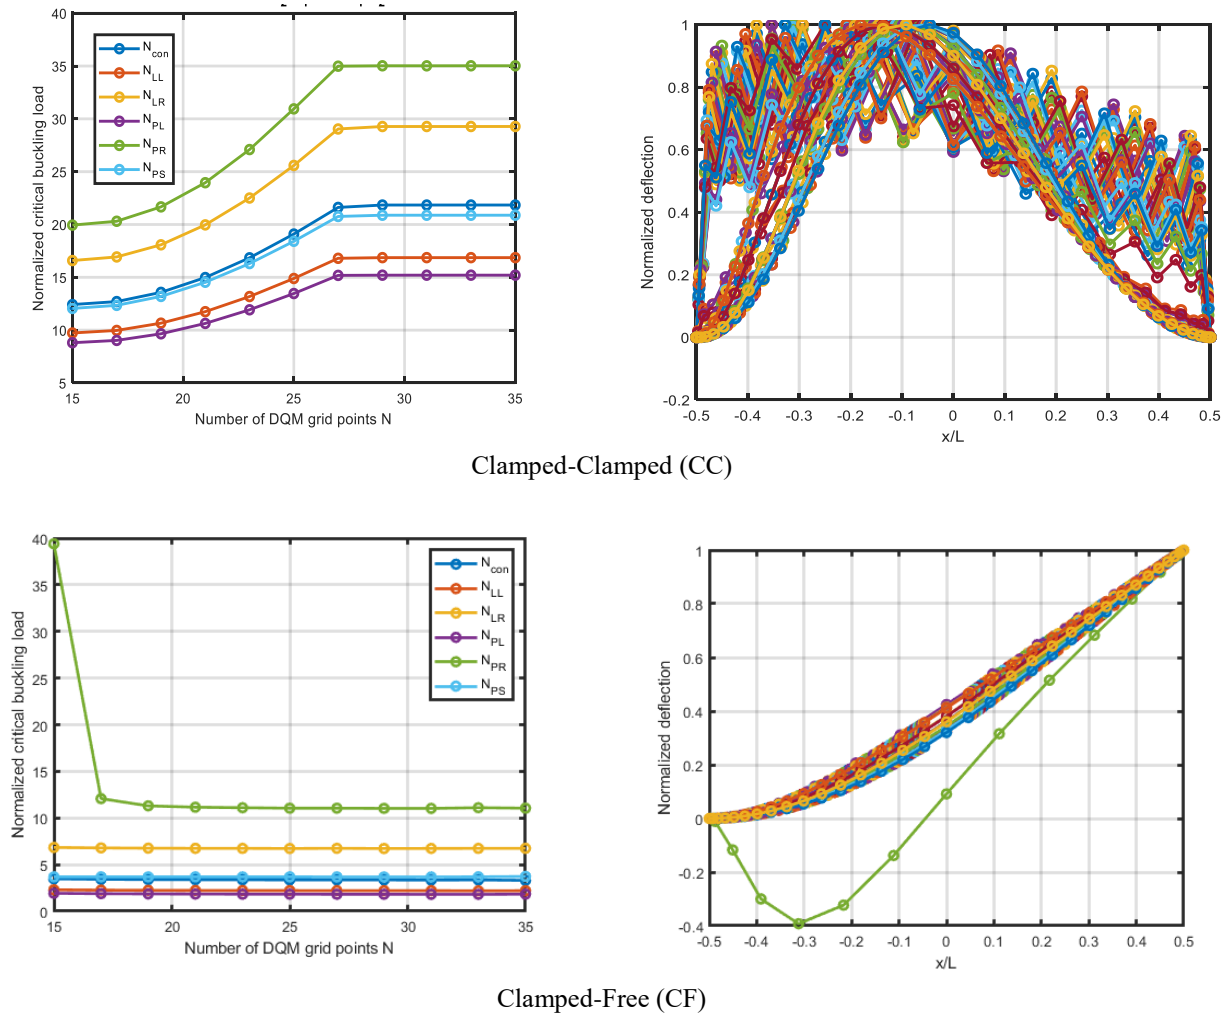 40
35
30
25
20
15
10
5
15
20
25
30
35
Normalized critical buckling load
Number of DQM grid points N
N_con
N_LL
N_LR
N_PL
N_PR
N_PS
1
0.8
0.6
0.4
0.2
0
-0.2
-0.5
-0.4
-0.3
-0.2
-0.1
0
0.1
0.2
0.3
0.4
0.5
Normalized deflection
x/L
Clamped-Clamped (CC)
40
35
30
25
20
15
10
5
0
15
20
25
30
35
Normalized critical buckling load
Number of DQM grid points N
N_con
N_LL
N_LR
N_PL
N_PR
N_PS
1
0.8
0.6
0.4
0.2
0
-0.2
-0.4
-0.5
-0.4
-0.3
-0.2
-0.1
0
0.1
0.2
0.3
0.4
0.5
Normalized deflection
x/L
Clamped-Free (CF)